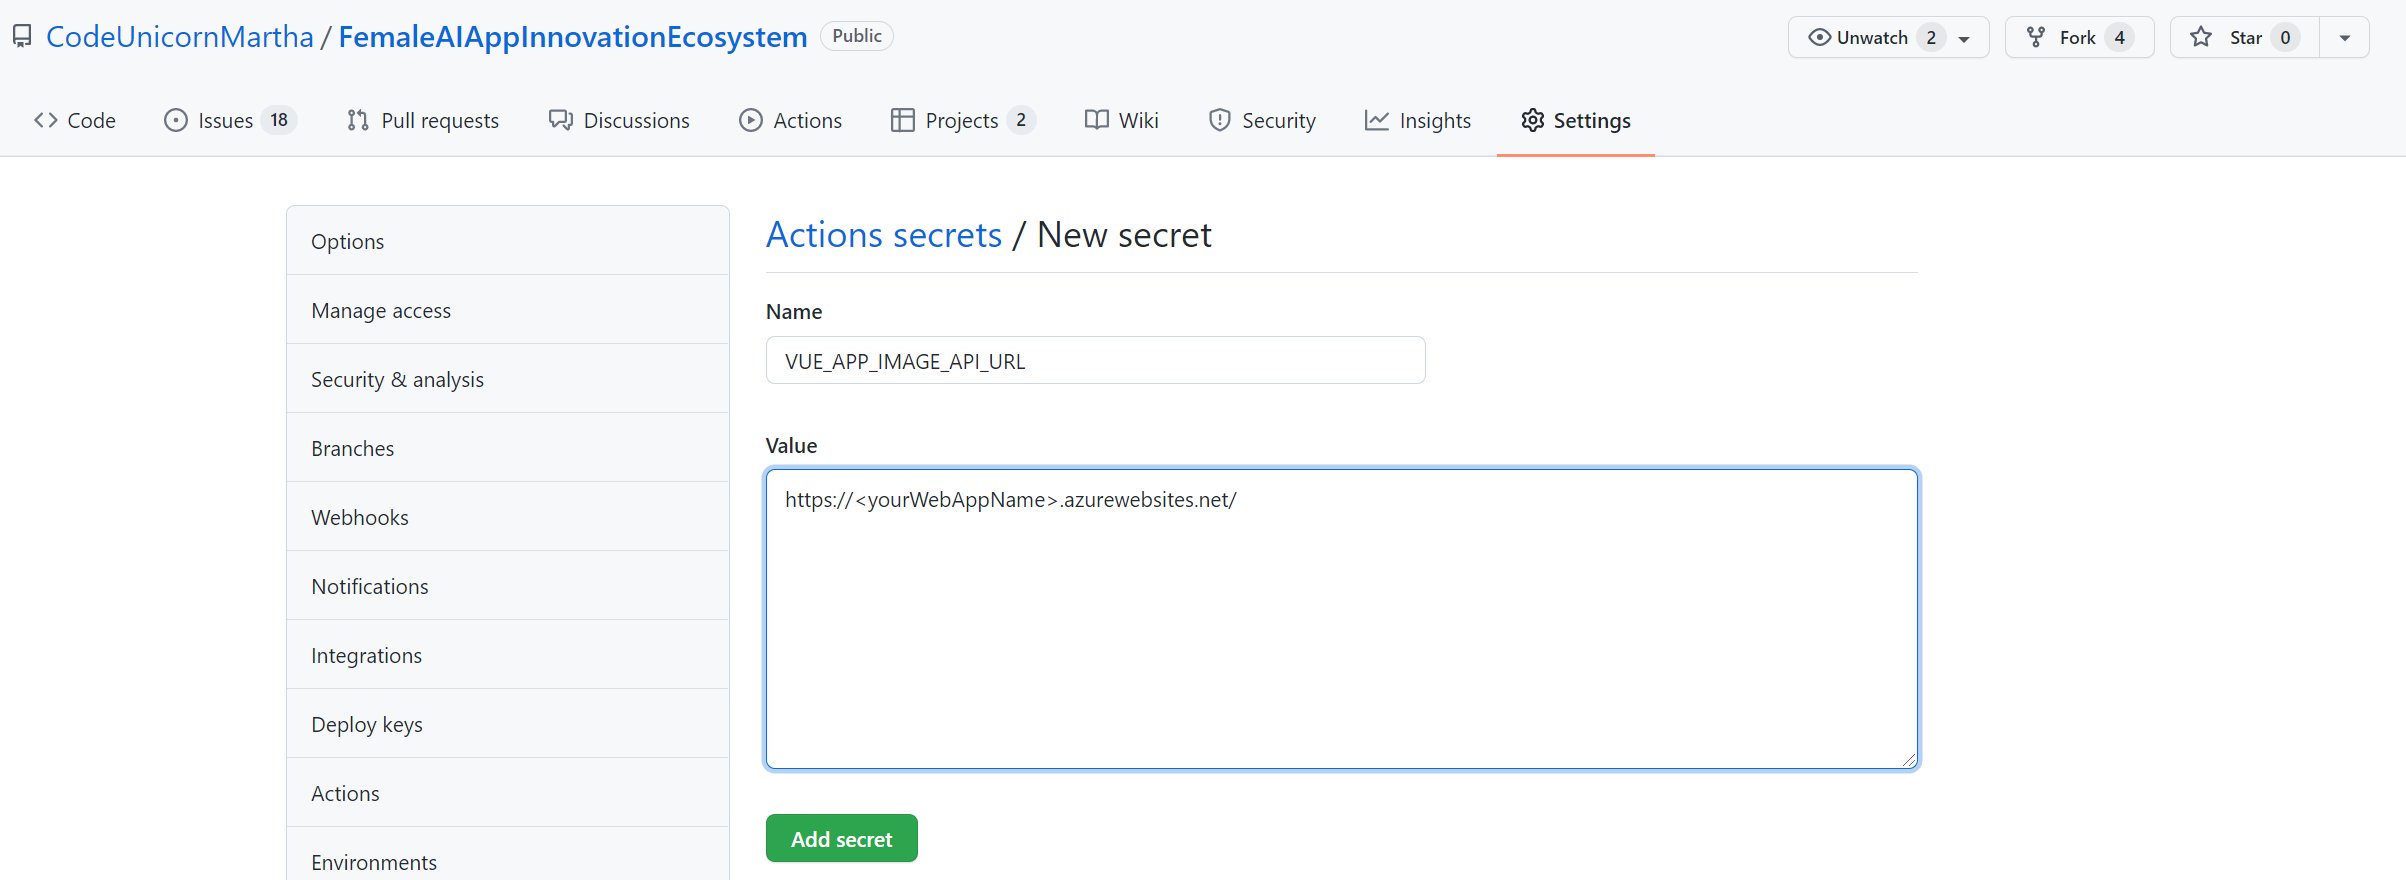 CodeUnicornMartha / FemaleAIAppInnovationEcosystem Public Unwatch 2 Fork 4 Star 0
Code Issues 18 Pull requests Discussions Actions Projects 2 Wiki Security Insights Settings
Options
Manage access
Security & analysis
Branches
Webhooks
Notifications
Integrations
Deploy keys
Actions
Environments
Actions secrets / New secret
Name
VUE_APP_IMAGE_API_URL
Value
https://<yourWebAppName>.azurewebsites.net/
Add secret